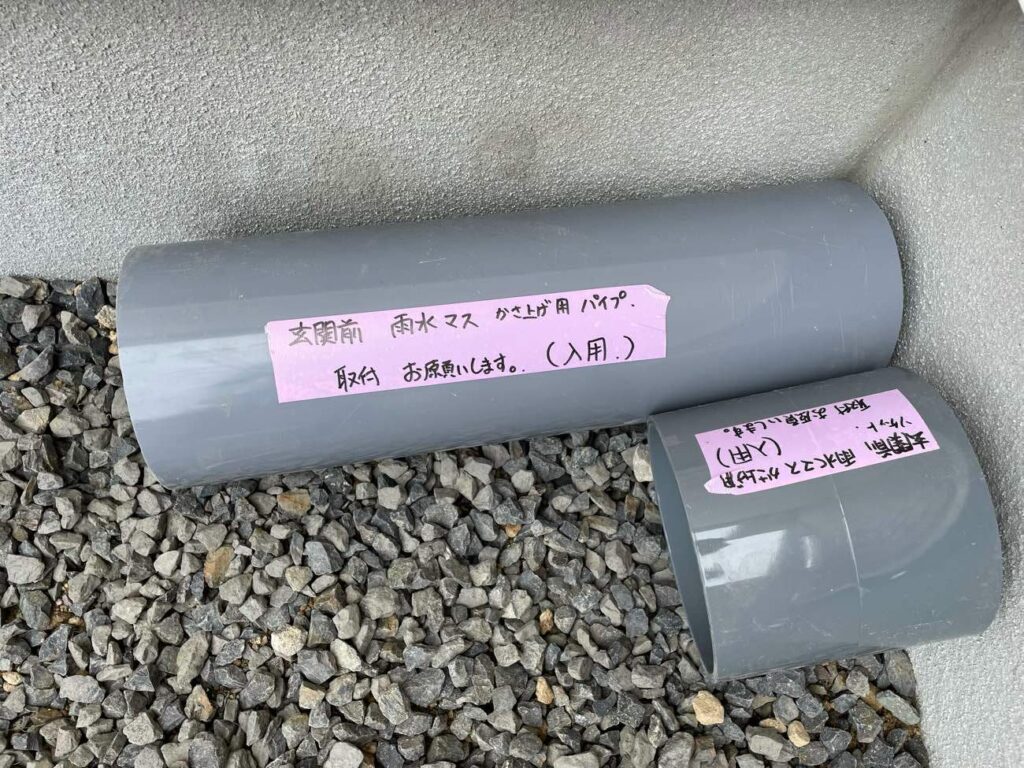 玄関前 雨水マス かさ上げ用 パイプ.
取付 お願いします。(入用.)
玄関前 雨水マス かさ上げ用
ソケット. (入用)
取付 お願いします。